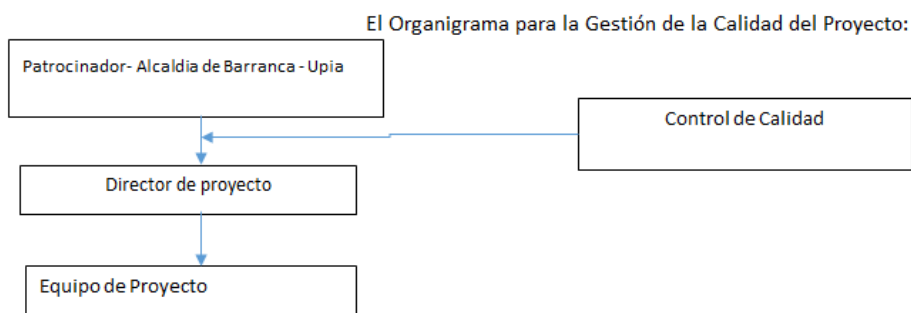 El Organigrama para la Gestión de la Calidad del Proyecto:
Patrocinador- Alcaldia de Barranca - Upia
Control de Calidad
Director de proyecto
Equipo de Proyecto